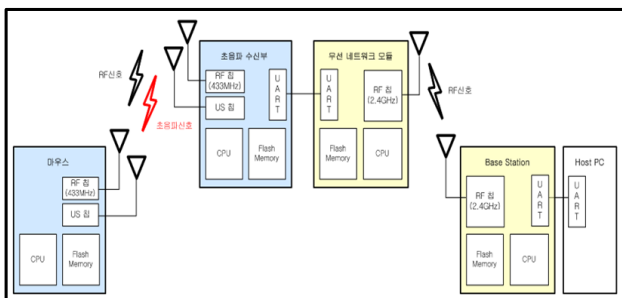 초음파 수신부
무선 네트워크 모듈
RF신호
RF 칩
(433MHz)
US 칩
U
A
R
T
U
A
R
T
RF 칩
(2.4GHz)
RF신호
초음파신호
CPU
Flash
Memory
Flash
Memory
CPU
마우스
RF 칩
(433MHz)
US 칩
CPU
Flash
Memory
Base Station
Host PC
RF 칩
(2.4GHz)
U
A
R
T
U
A
R
T
Flash
Memory
CPU